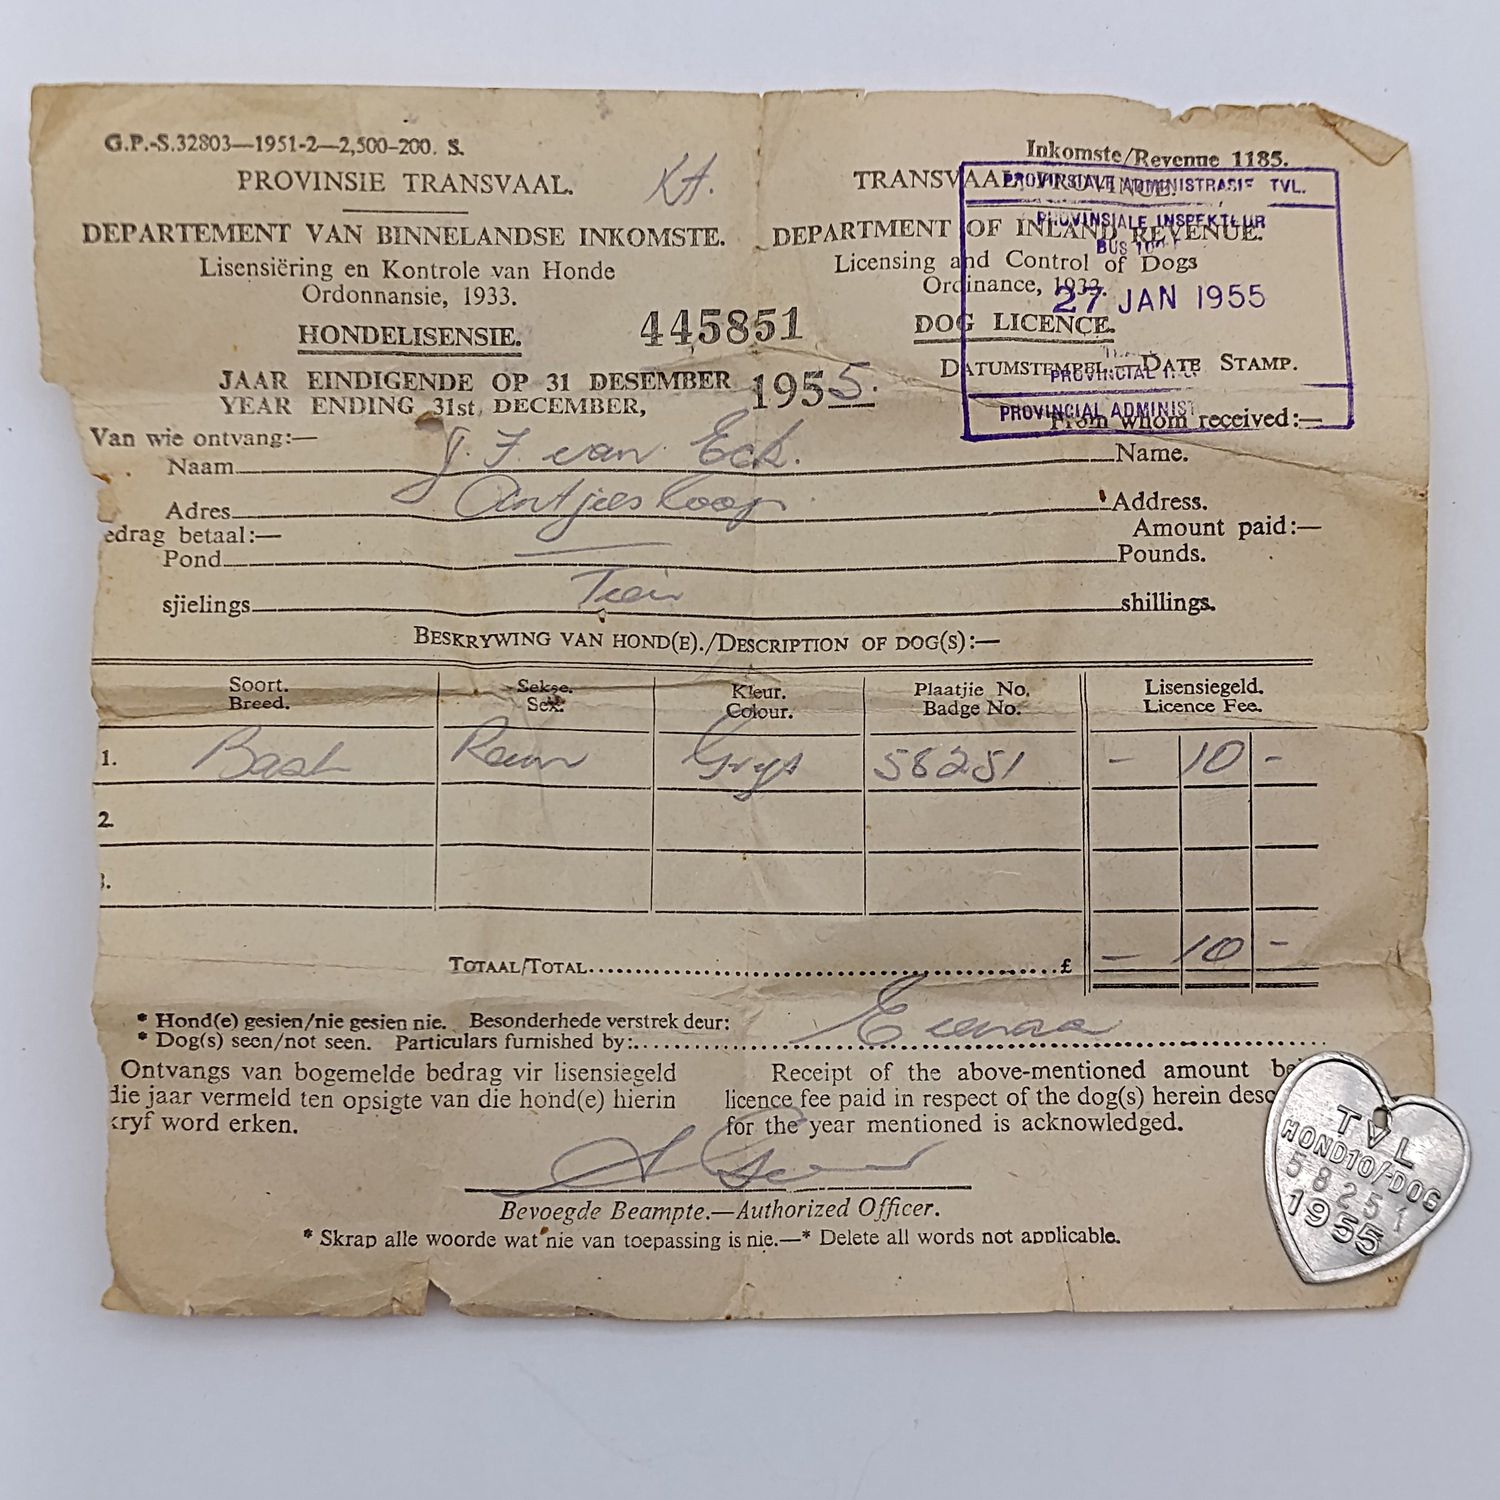 G.P.-S.32803—1951-2—2,500-200. S.
Inkomste/Revenue 1185.
PROVINSIE TRANSVAAL.
TRANSVAAL PROVINCE.
DEPARTEMENT VAN BINNELANDSE INKOMSTE.
DEPARTMENT OF INLAND REVENUE.
Lisensiëring en Kontrole van Honde
Ordonnansie, 1933.
Licensing and Control of Dogs
Ordinance, 1933.
HONDELISENSIE.
445851
DOG LICENCE.
PROVINSIALE ADMINISTRASIE TVL.
PROVINSIALE INSPEKTEUR
BUS
27 JAN 1955
PROVINCIAL
PROVINCIAL ADMINIS
JAAR EINDIGENDE OP 31 DESEMBER
YEAR ENDING 31st DECEMBER,
1955.
DATUMSTEMPEL.—DATE STAMP.
Van wie ontvang:—
From whom received:—
Naam J. F. van Eck. Name.
Adres Antjieskoop Address.
edrag betaal:— Amount paid:—
Pond — Pounds.
sjielings Tien shillings.
BESKRYWING VAN HOND(E)./DESCRIPTION OF DOG(S):—
Soort. Sekse. Kleur. Plaatjie No. Lisensiegeld.
Breed. Sex. Colour. Badge No. Licence Fee.
1. Reun Grys 58251 – 10 –
2.
TOTAAL/TOTAL £ – 10 –
* Hond(e) gesien/nie gesien nie. Besonderhede verstrek deur:
* Dog(s) seen/not seen. Particulars furnished by:
Ontvangs van bogemelde bedrag vir lisensiegeld
die jaar vermeld ten opsigte van die hond(e) hierin
kryf word erken.
Receipt of the above-mentioned amount bei
licence fee paid in respect of the dog(s) herein desc
for the year mentioned is acknowledged.
Bevoegde Beampte.—Authorized Officer.
* Skrap alle woorde wat nie van toepassing is nie.—* Delete all words not applicable.
TVL
HOND10/-DOG
58251
1955